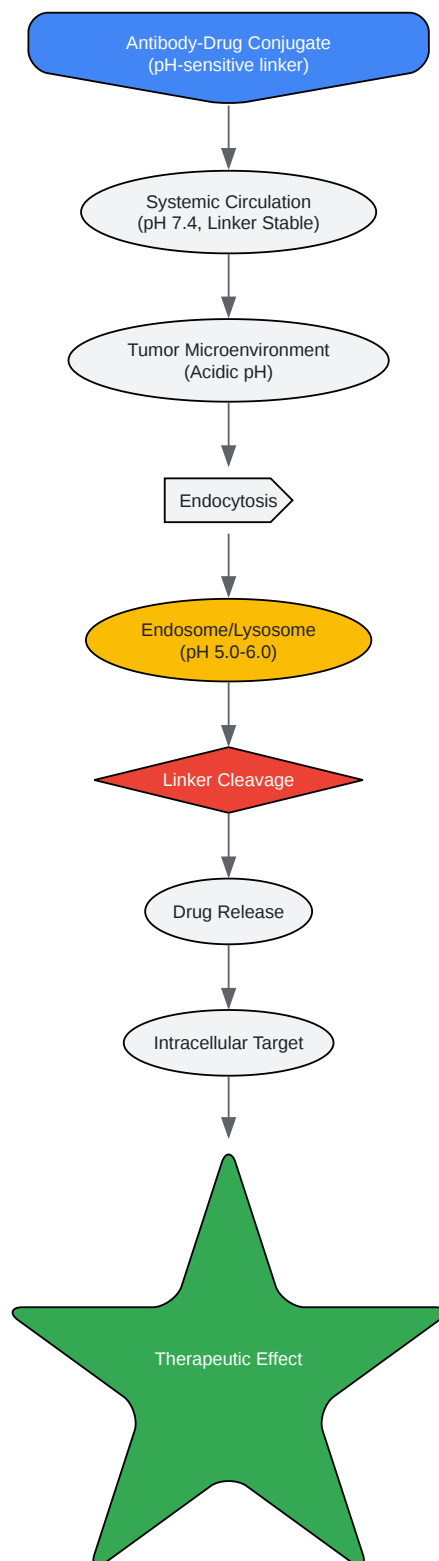 Antibody-Drug Conjugate
(pH-sensitive linker)
Systemic Circulation
(pH 7.4, Linker Stable)
Tumor Microenvironment
(Acidic pH)
Endocytosis
Endosome/Lysosome
(pH 5.0-6.0)
Linker Cleavage
Drug Release
Intracellular Target
Therapeutic Effect